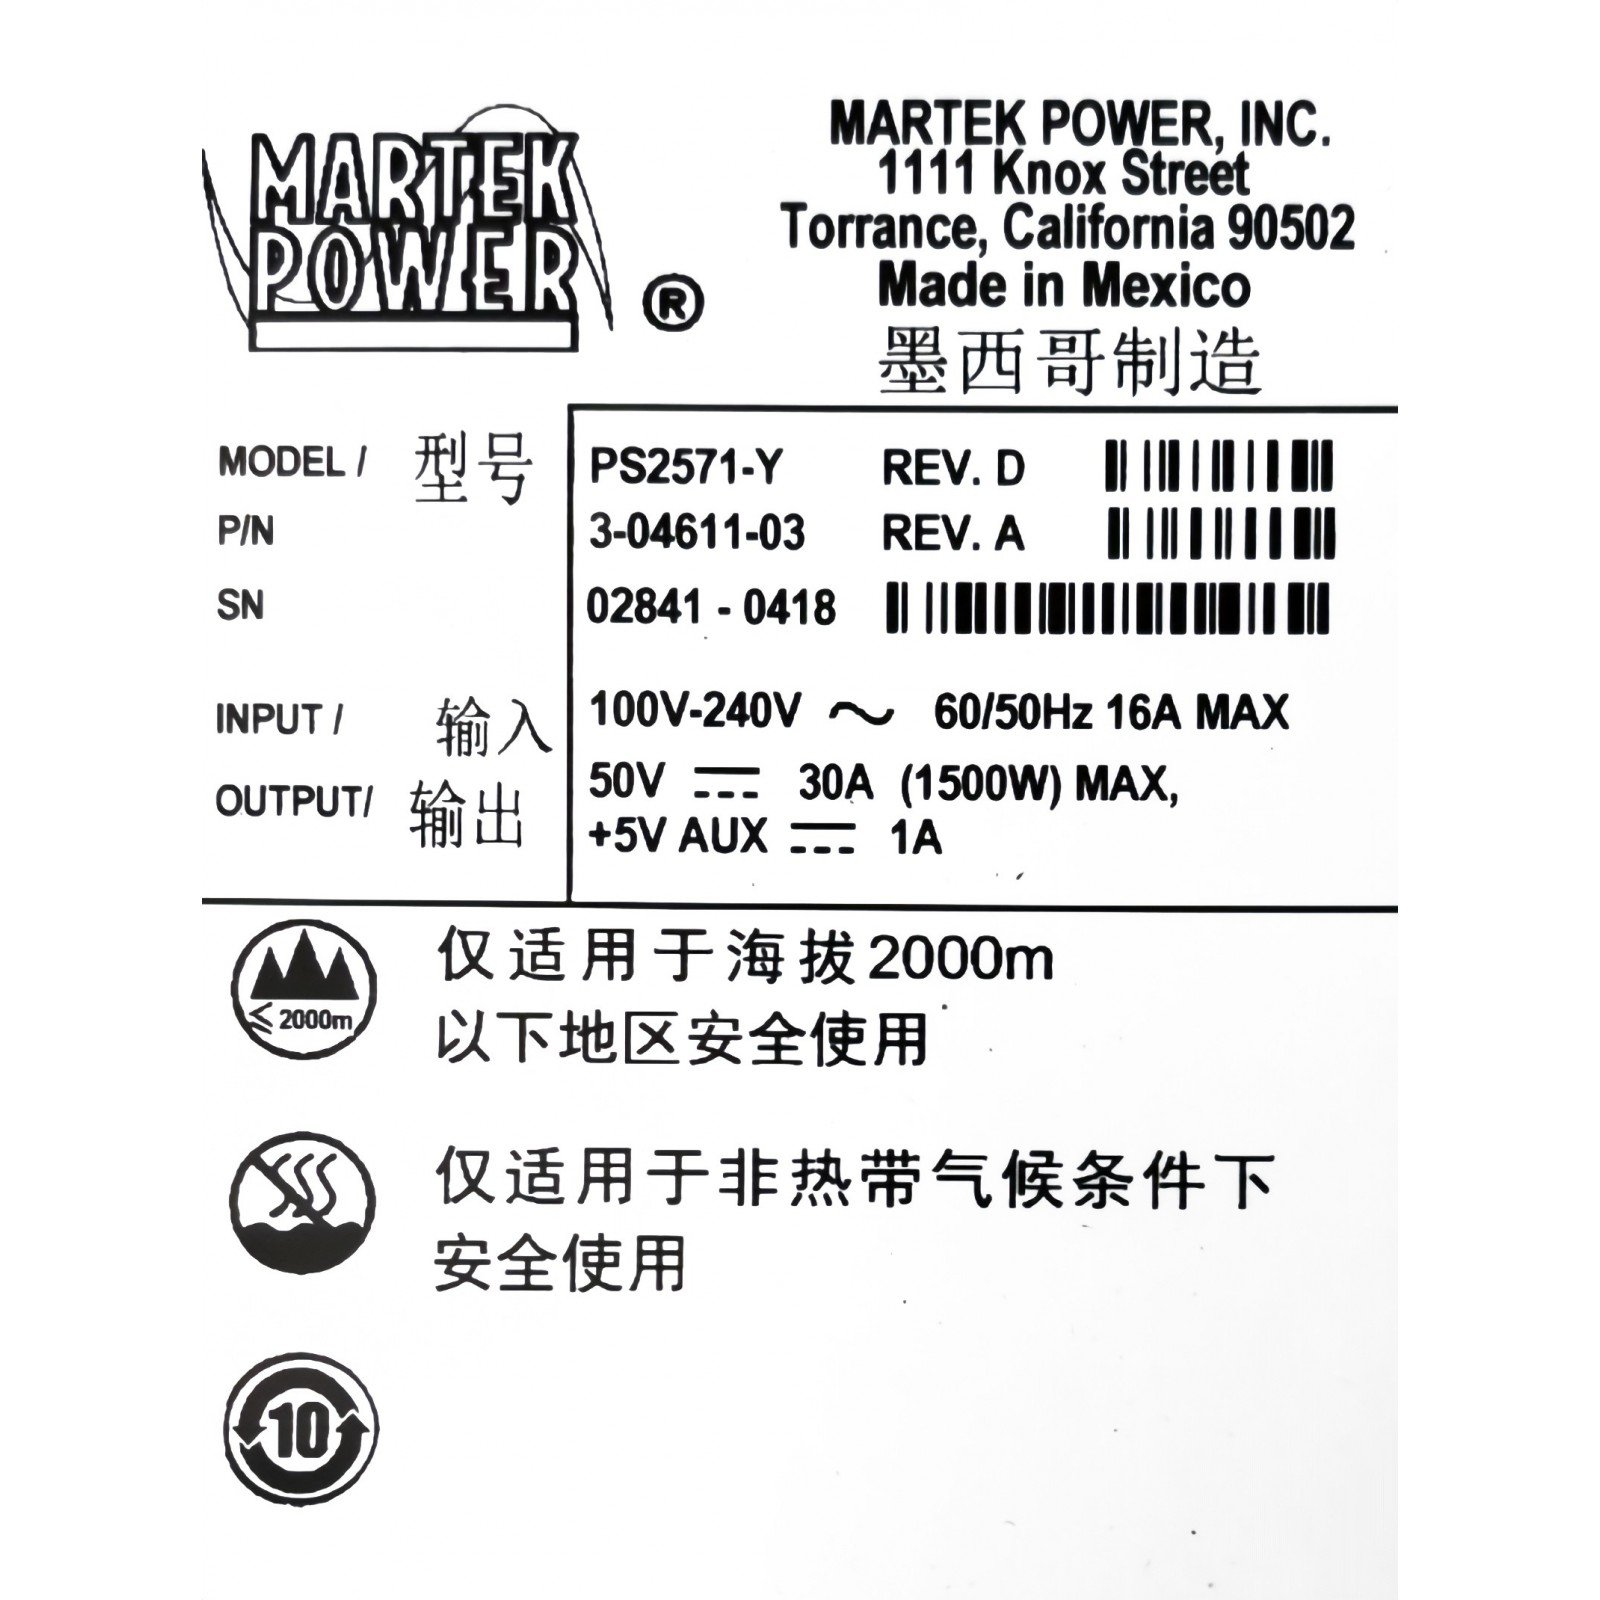 MARTEK
POWER
®
MARTEK POWER, INC.
1111 Knox Street
Torrance, California 90502
Made in Mexico
墨西哥制造
MODEL / 型号 PS2571-Y REV. D
P/N 3-04611-03 REV. A
SN 02841 - 0418
INPUT / 输入 100V-240V ~ 60/50Hz 16A MAX
OUTPUT/ 输出 50V ⎓ 30A (1500W) MAX,
+5V AUX ⎓ 1A
≤ 2000m
仅适用于海拔2000m
以下地区安全使用
仅适用于非热带气候条件下
安全使用
10